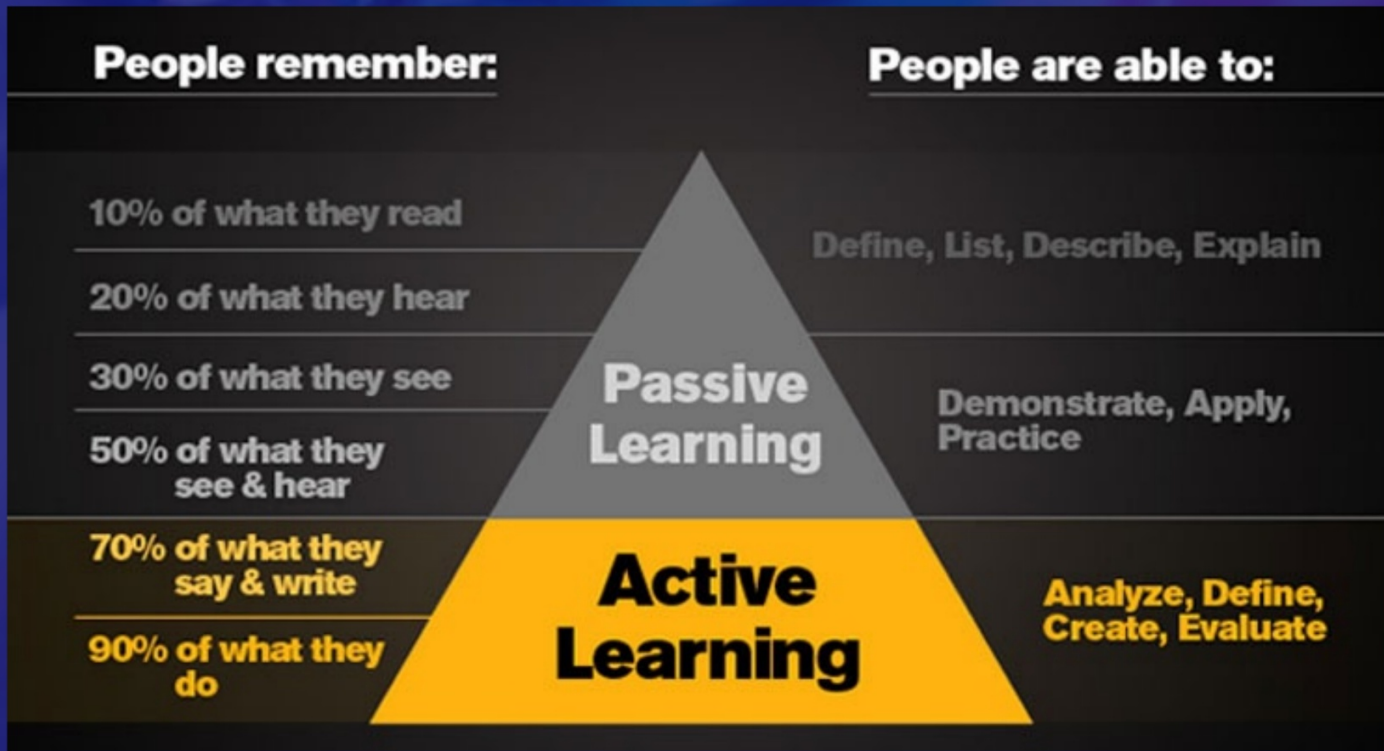 People remember:
10% of what they read
20% of what they hear
30% of what they see
50% of what they
see & hear
70% of what they
say & write
90% of what they
do
Passive
Learning
Active
Learning
People are able to:
Define, List, Describe, Explain
Demonstrate, Apply,
Practice
Analyze, Define,
Create, Evaluate